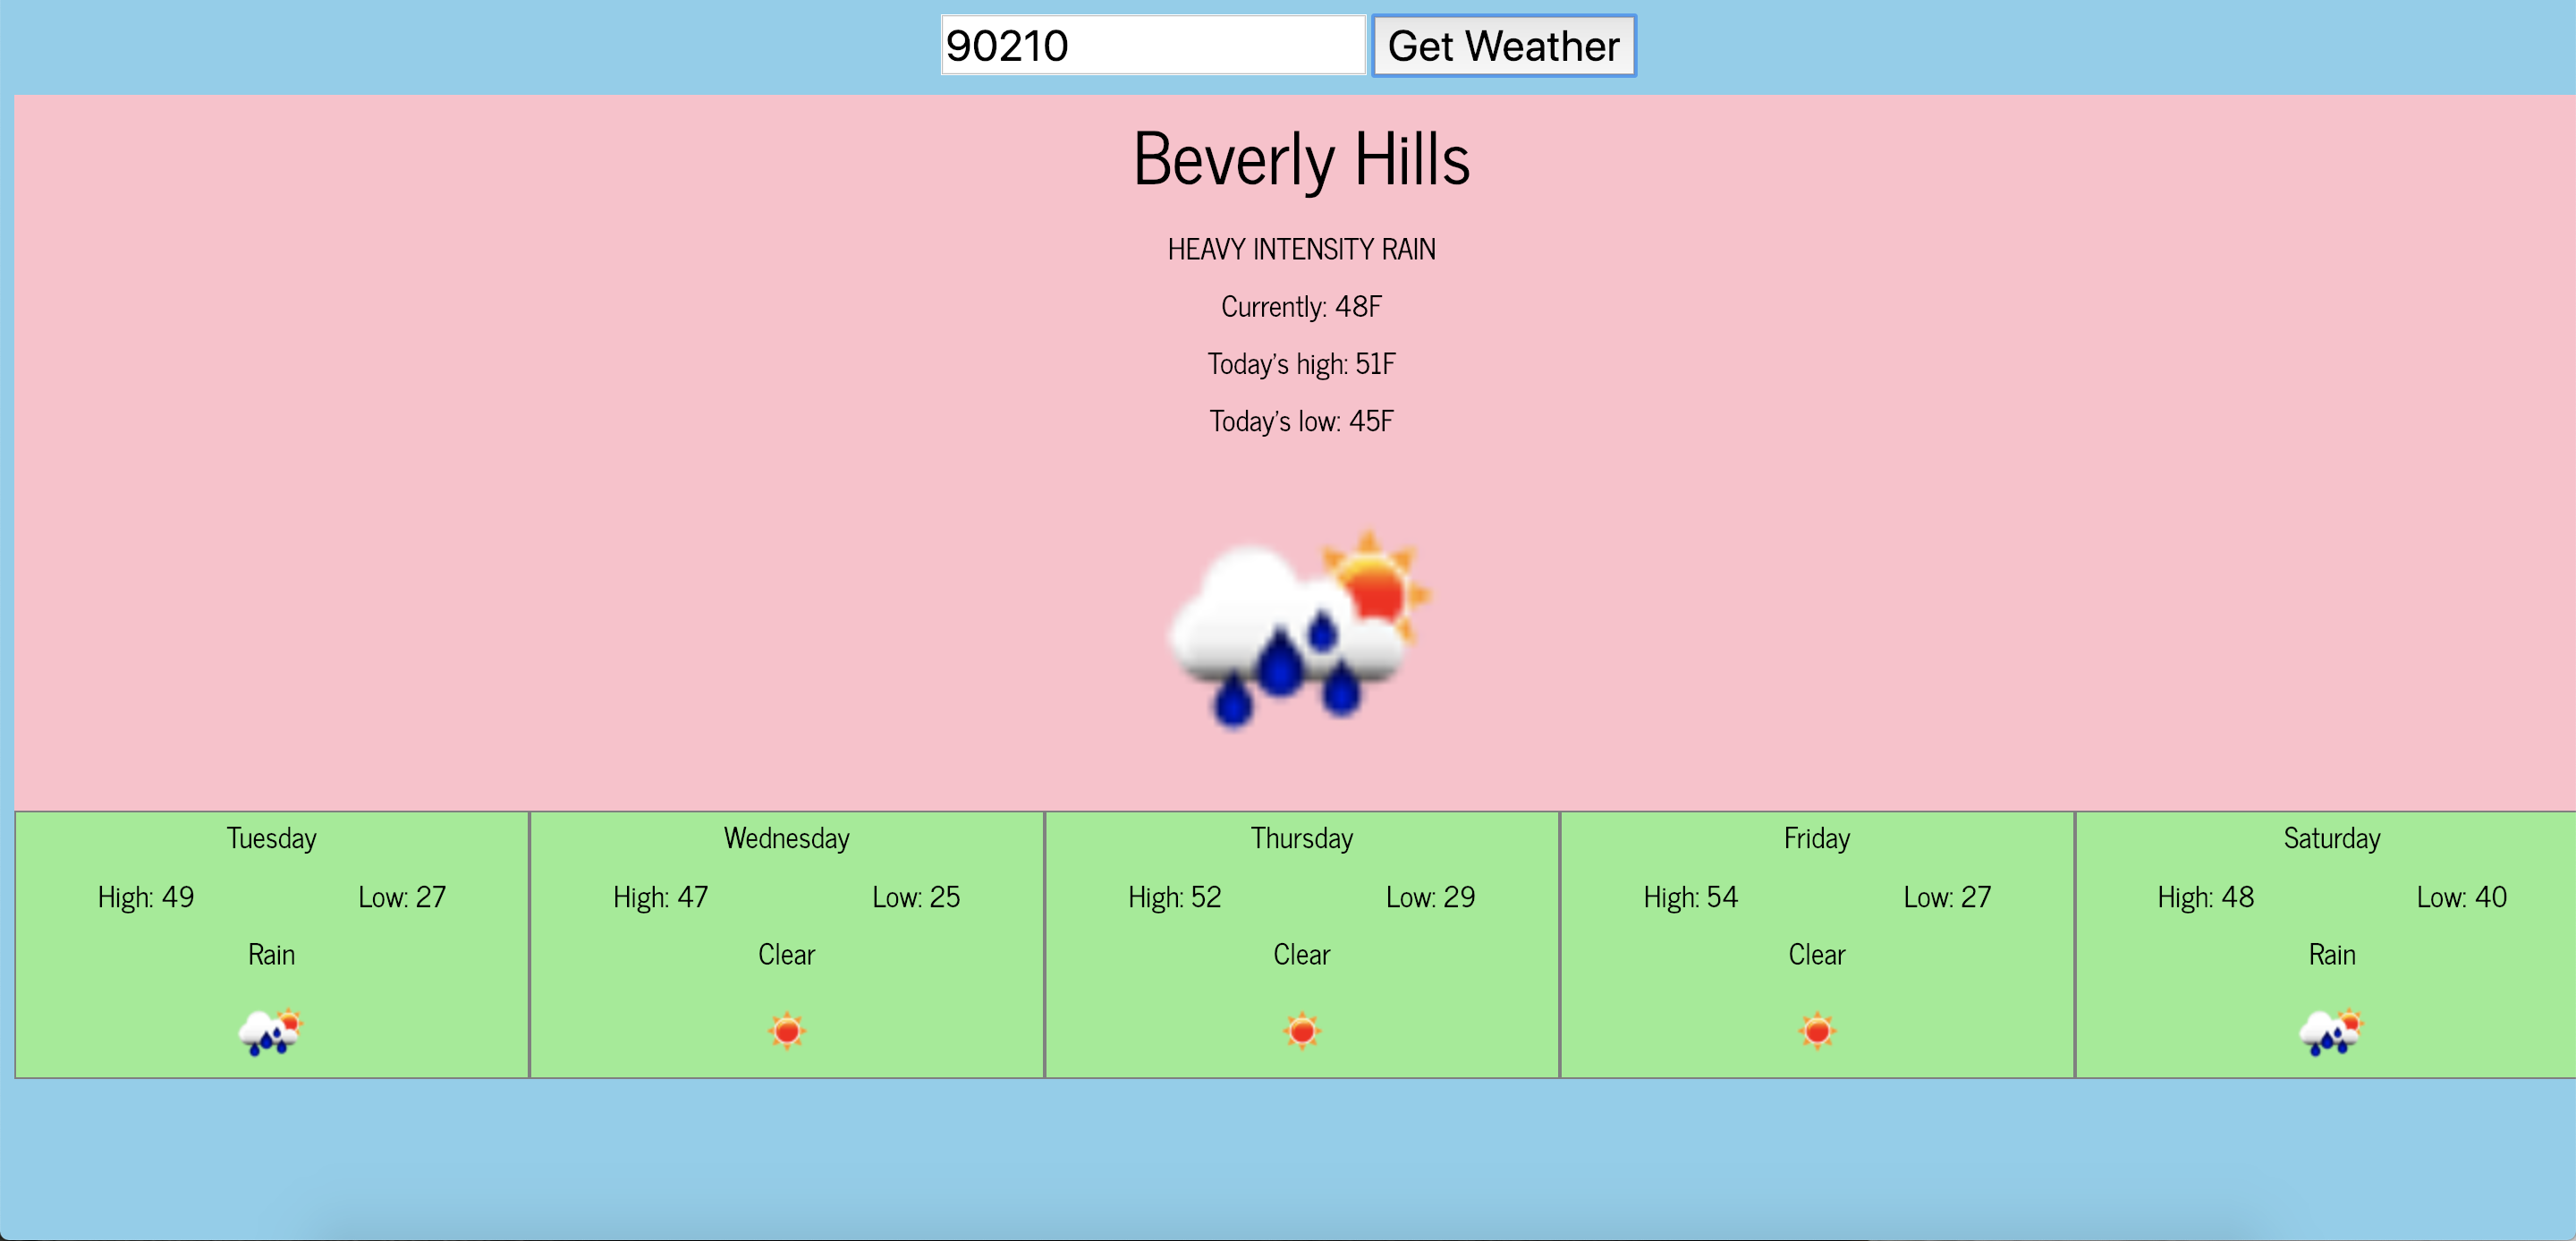 90210 Get Weather
Beverly Hills
HEAVY INTENSITY RAIN
Currently: 48F
Today's high: 51F
Today's low: 45F
Tuesday
High: 49 Low: 27
Rain
Wednesday
High: 47 Low: 25
Clear
Thursday
High: 52 Low: 29
Clear
Friday
High: 54 Low: 27
Clear
Saturday
High: 48 Low: 40
Rain